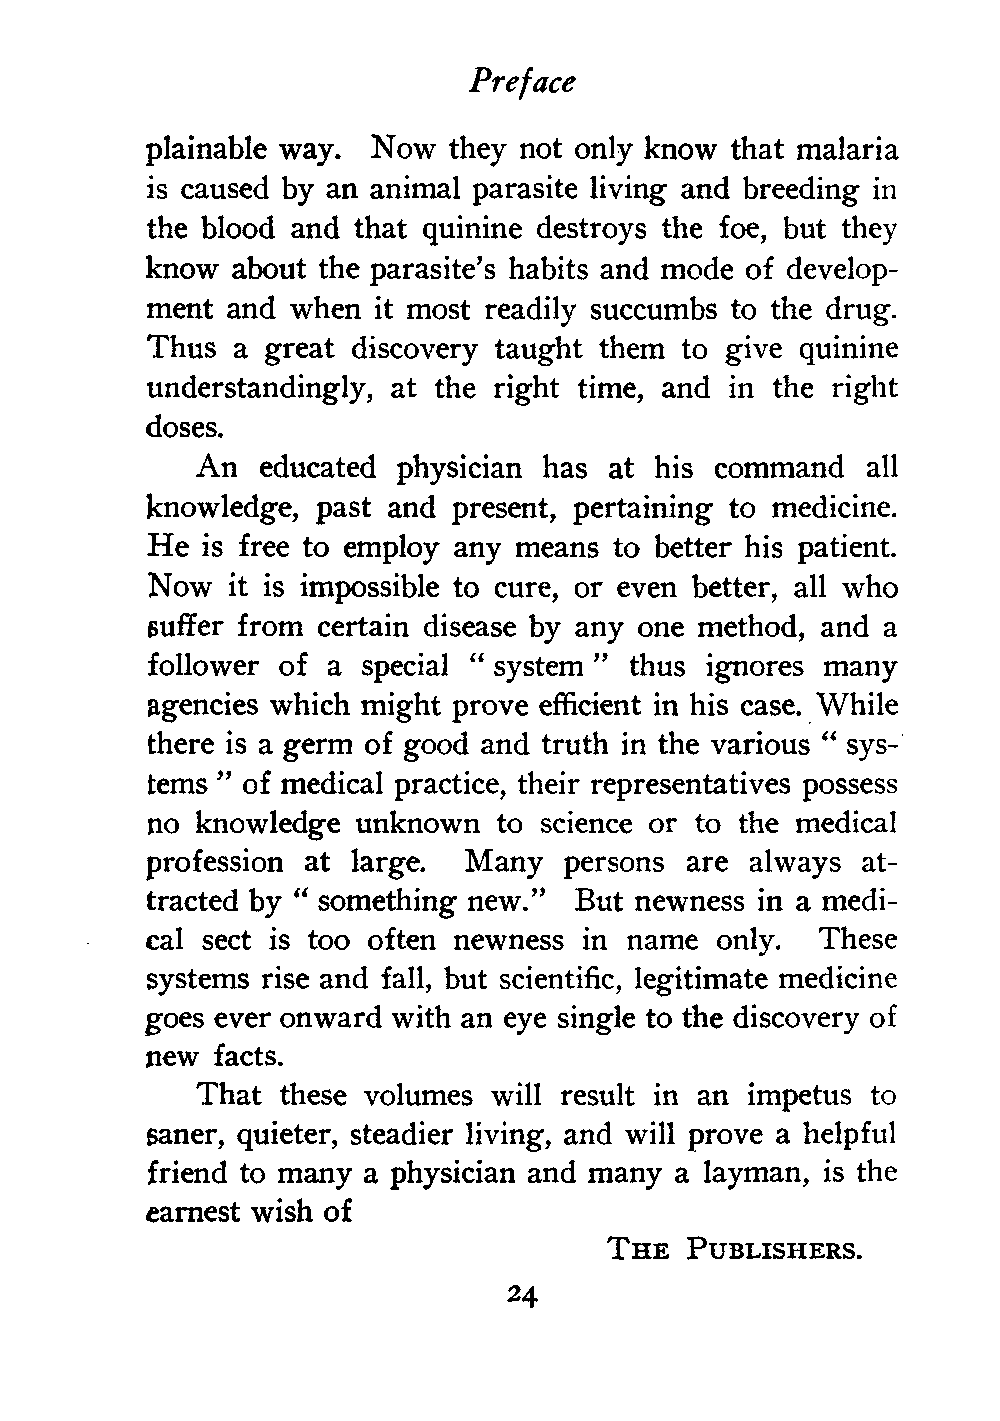 Preface
plainable way. Now they not only know that malaria
is caused by an animal parasite living and breeding in
the blood and that quinine destroys the foe, but they
know about the parasite's habits and mode of develop-
ment and when it most readily succumbs to the drug.
Thus a great discovery taught them to give quinine
understandingly, at the right time, and in the right
doses.
An educated physician has at his command all
knowledge, past and present, pertaining to medicine.
He is free to employ any means to better his patient.
Now it is impossible to cure, or even better, all who
suffer from certain disease by any one method, and a
follower of a special “ system ” thus ignores many
agencies which might prove efficient in his case. While
there is a germ of good and truth in the various “ sys-
tems ” of medical practice, their representatives possess
no knowledge unknown to science or to the medical
profession at large. Many persons are always at-
tracted by “ something new.” But newness in a medi-
cal sect is too often newness in name only. These
systems rise and fall, but scientific, legitimate medicine
goes ever onward with an eye single to the discovery of
new facts.
That these volumes will result in an impetus to
saner, quieter, steadier living, and will prove a helpful
friend to many a physician and many a layman, is the
earnest wish of
THE PUBLISHERS.
24